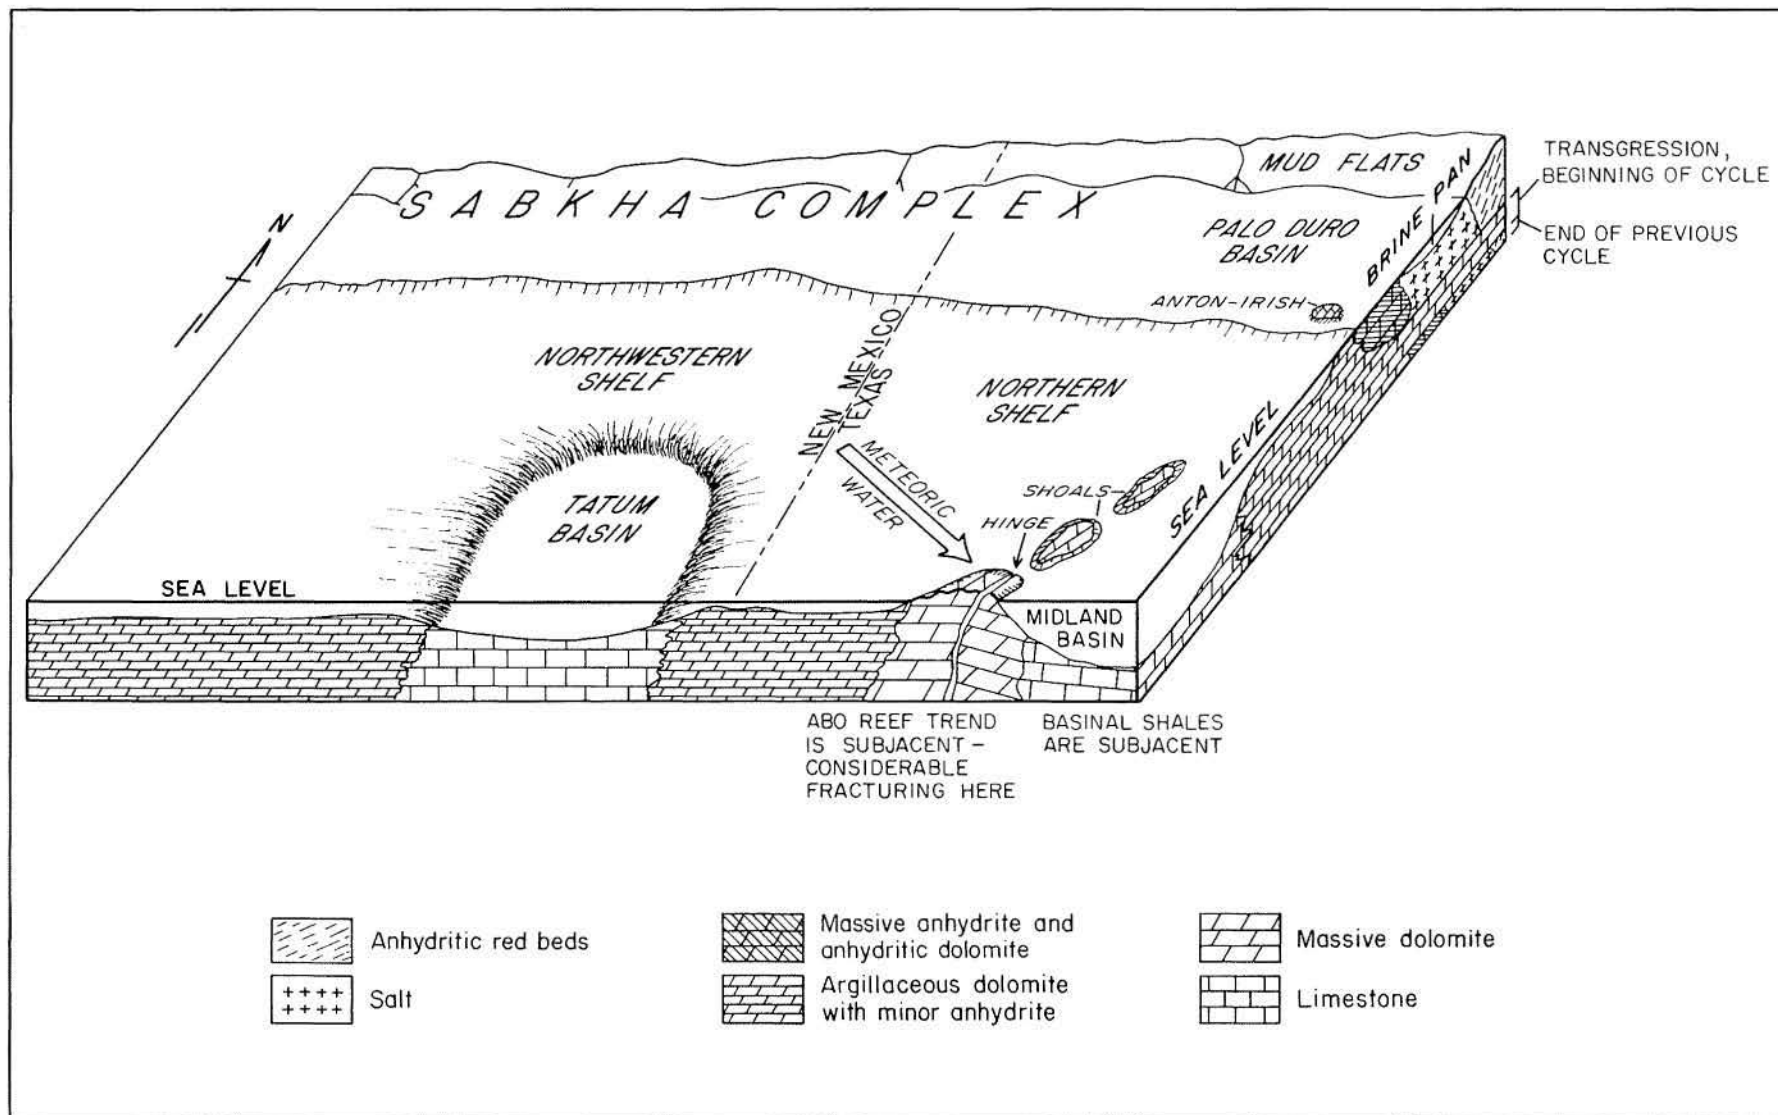 TRANSGRESSION,
BEGINNING OF CYCLE
MUD FLATS
SABKHA COMPLEX
N
PALO DURO
BASIN
BRINE PAN
END OF PREVIOUS
CYCLE
ANTON-IRISH
NORTHWESTERN
SHELF
NEW MEXICO
TEXAS
NORTHERN
SHELF
SEA LEVEL
METEORIC
WATER
SHOALS
HINGE
TATUM
BASIN
SEA LEVEL
MIDLAND
BASIN
ABO REEF TREND
IS SUBJACENT –
CONSIDERABLE
FRACTURING HERE
BASINAL SHALES
ARE SUBJACENT
Anhydritic red beds
Salt
Massive anhydrite and
anhydritic dolomite
Argillaceous dolomite
with minor anhydrite
Massive dolomite
Limestone